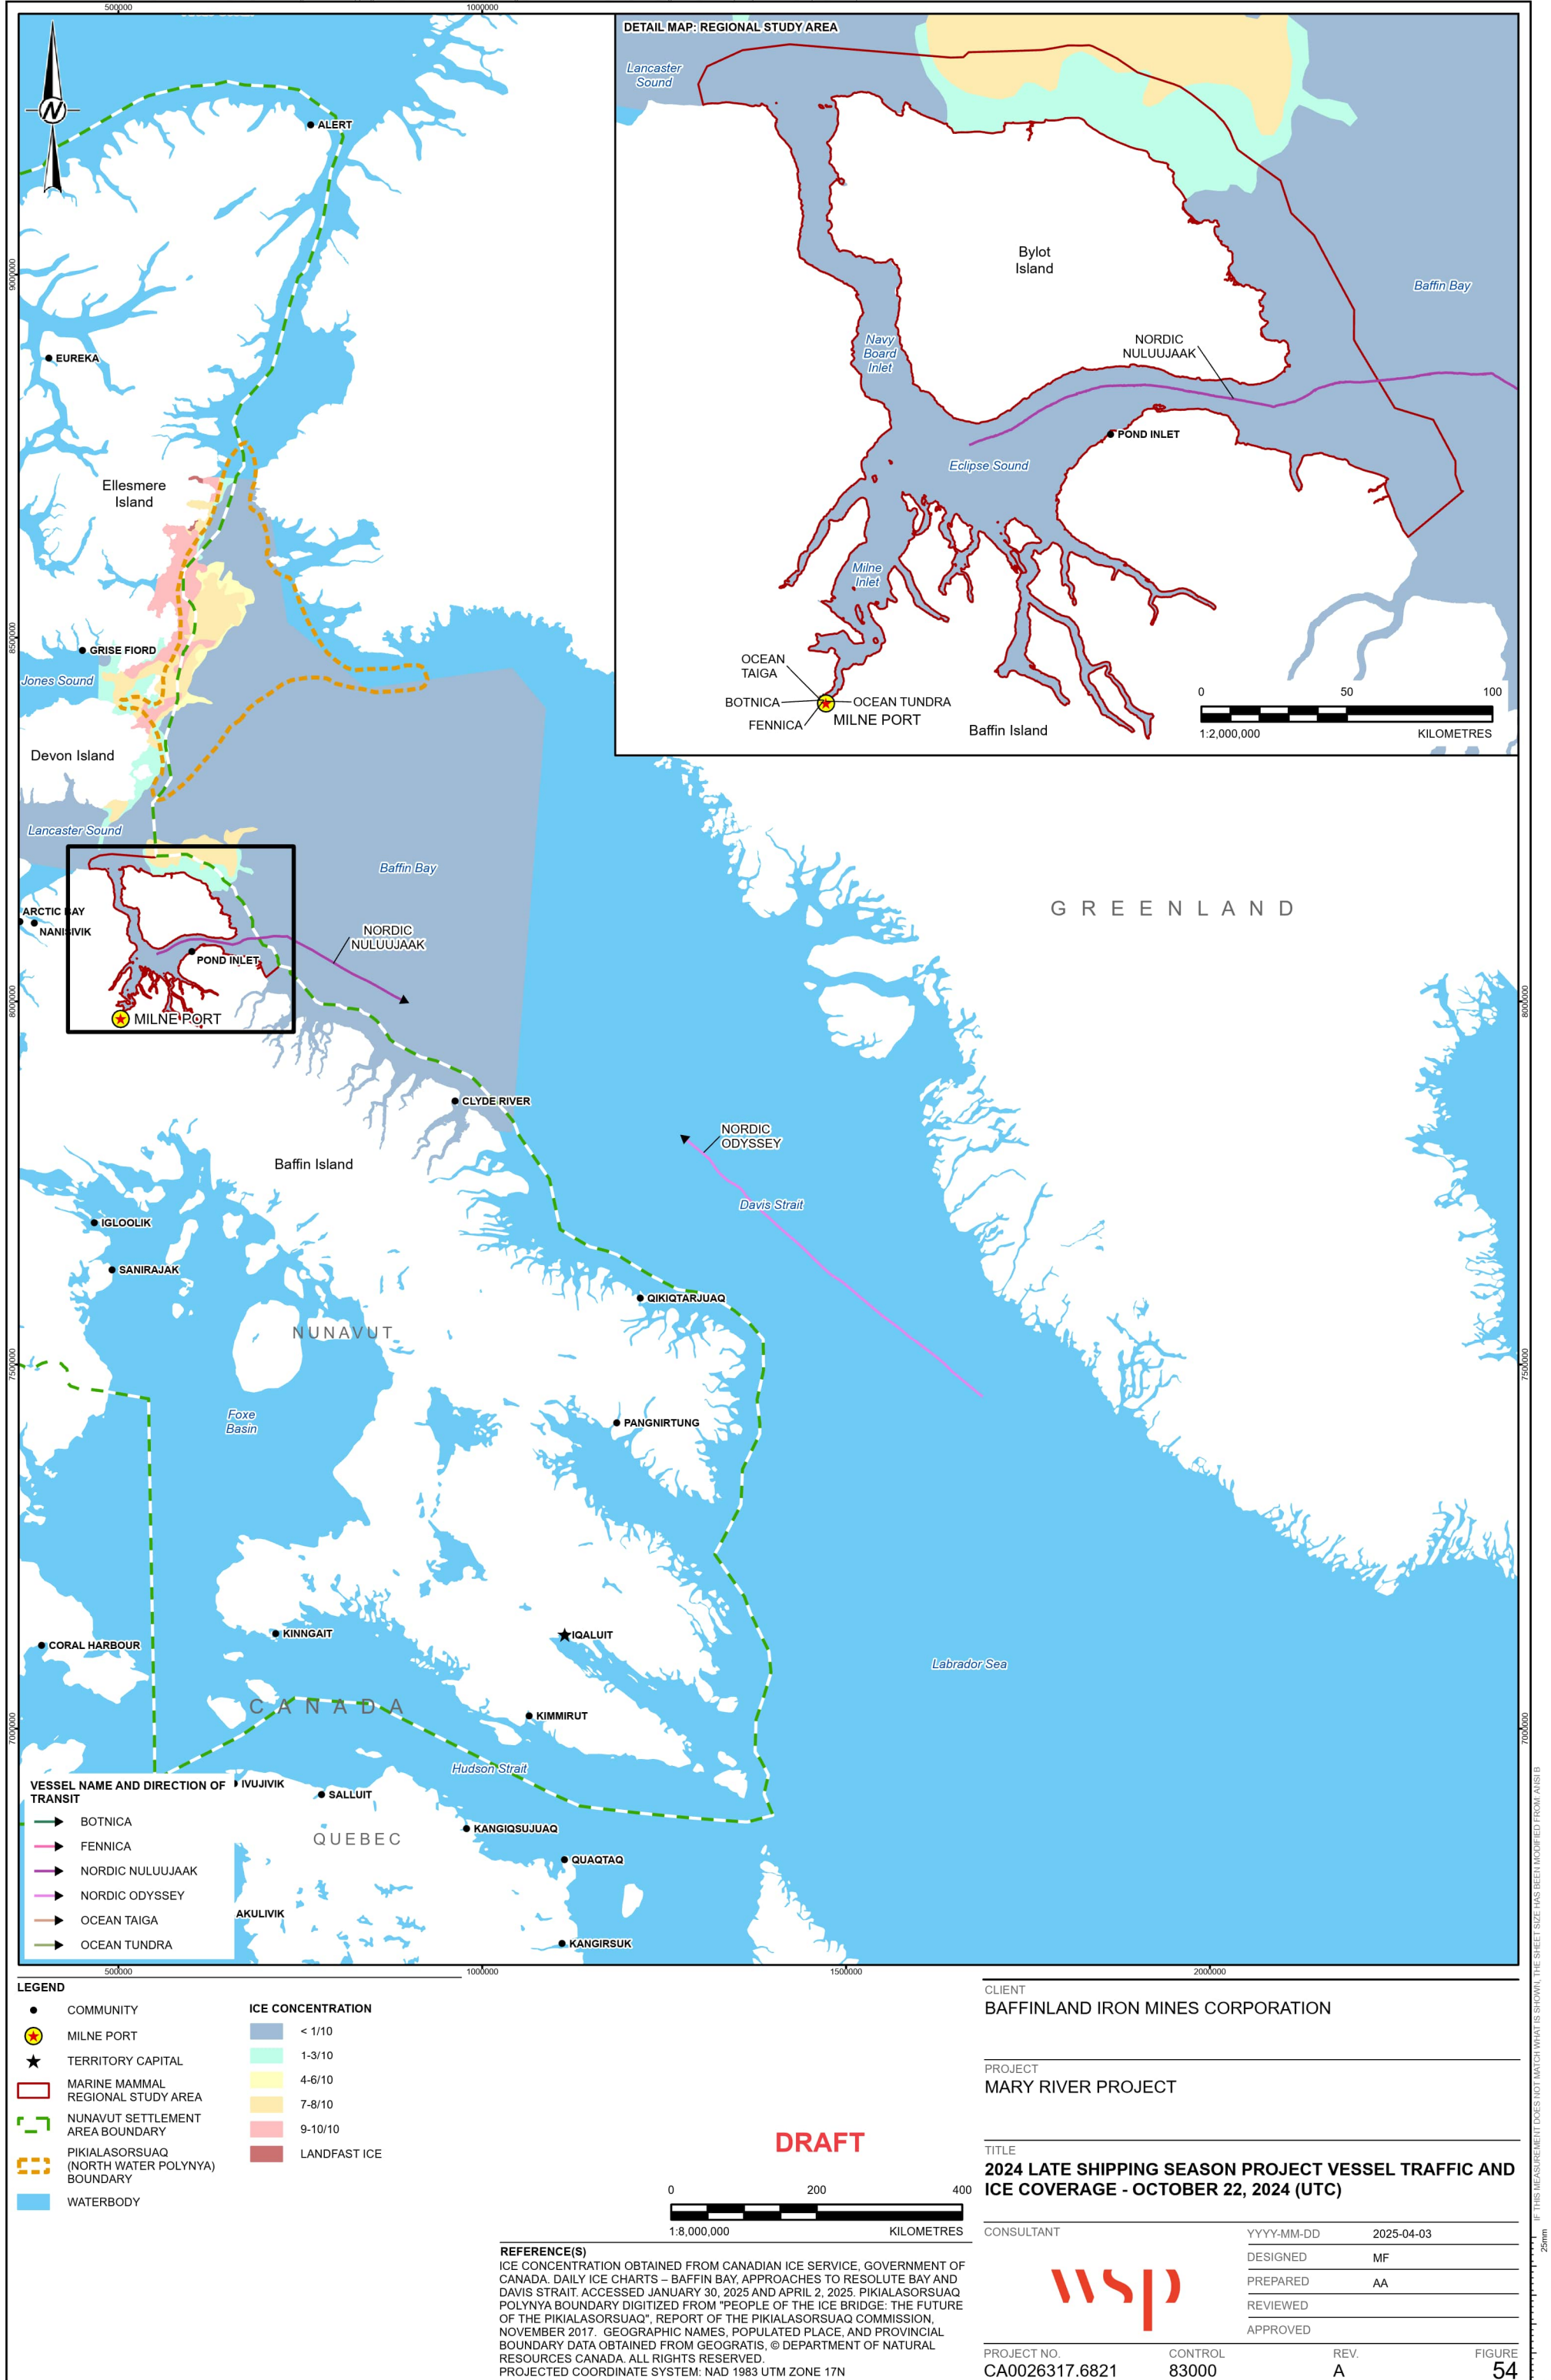 500000
1000000
DETAIL MAP: REGIONAL STUDY AREA
Lancaster
Sound
N
ALERT
Bylot
Island
Baffin Bay
9000000
NORDIC
NULUUJAAK
Navy
Board
Inlet
EUREKA
POND INLET
Eclipse Sound
Ellesmere
Island
Milne
Inlet
8500000
GRISE FIORD
Jones Sound
OCEAN
TAIGA
BOTNICA
OCEAN TUNDRA
FENNICA
MILNE PORT
Baffin Island
0
50
100
1:2,000,000
KILOMETRES
Devon Island
Lancaster Sound
Baffin Bay
GREENLAND
ARCTIC BAY
NANISIVIK
NORDIC
NULUUJAAK
POND INLET
8000000
8000000
MILNE PORT
CLYDE RIVER
NORDIC
ODYSSEY
Baffin Island
Davis Strait
IGLOOLIK
SANIRAJAK
QIKIQTARJUAQ
NUNAVUT
7500000
7500000
Foxe
Basin
PANGNIRTUNG
KINNGAIT
IQALUIT
CORAL HARBOUR
Labrador Sea
CANADA
KIMMIRUT
7000000
7000000
Hudson Strait
VESSEL NAME AND DIRECTION OF
TRANSIT
BOTNICA
FENNICA
NORDIC NULUUJAAK
NORDIC ODYSSEY
OCEAN TAIGA
OCEAN TUNDRA
IVUJIVIK
SALLUIT
KANGIQSUJUAQ
QUEBEC
QUAQTAQ
AKULIVIK
KANGIRSUK
500000
1000000
1500000
2000000
LEGEND
COMMUNITY
MILNE PORT
TERRITORY CAPITAL
MARINE MAMMAL
REGIONAL STUDY AREA
NUNAVUT SETTLEMENT
AREA BOUNDARY
PIKIALASORSUAQ
(NORTH WATER POLYNYA)
BOUNDARY
WATERBODY
ICE CONCENTRATION
< 1/10
1-3/10
4-6/10
7-8/10
9-10/10
LANDFAST ICE
DRAFT
0
200
400
1:8,000,000
KILOMETRES
REFERENCE(S)
ICE CONCENTRATION OBTAINED FROM CANADIAN ICE SERVICE, GOVERNMENT OF
CANADA. DAILY ICE CHARTS – BAFFIN BAY, APPROACHES TO RESOLUTE BAY AND
DAVIS STRAIT. ACCESSED JANUARY 30, 2025 AND APRIL 2, 2025. PIKIALASORSUAQ
POLYNYA BOUNDARY DIGITIZED FROM "PEOPLE OF THE ICE BRIDGE: THE FUTURE
OF THE PIKIALASORSUAQ", REPORT OF THE PIKIALASORSUAQ COMMISSION,
NOVEMBER 2017. GEOGRAPHIC NAMES, POPULATED PLACE, AND PROVINCIAL
BOUNDARY DATA OBTAINED FROM GEOGRATIS, © DEPARTMENT OF NATURAL
RESOURCES CANADA. ALL RIGHTS RESERVED.
PROJECTED COORDINATE SYSTEM: NAD 1983 UTM ZONE 17N
CLIENT
BAFFINLAND IRON MINES CORPORATION
PROJECT
MARY RIVER PROJECT
TITLE
2024 LATE SHIPPING SEASON PROJECT VESSEL TRAFFIC AND
ICE COVERAGE - OCTOBER 22, 2024 (UTC)
CONSULTANT
wsp
YYYY-MM-DD 2025-04-03
DESIGNED MF
PREPARED AA
REVIEWED
APPROVED
PROJECT NO. CONTROL REV. FIGURE
CA0026317.6821 83000 A 54
IF THIS MEASUREMENT DOES NOT MATCH WHAT IS SHOWN, THE SHEET SIZE HAS BEEN MODIFIED FROM: ANSI B
25mm